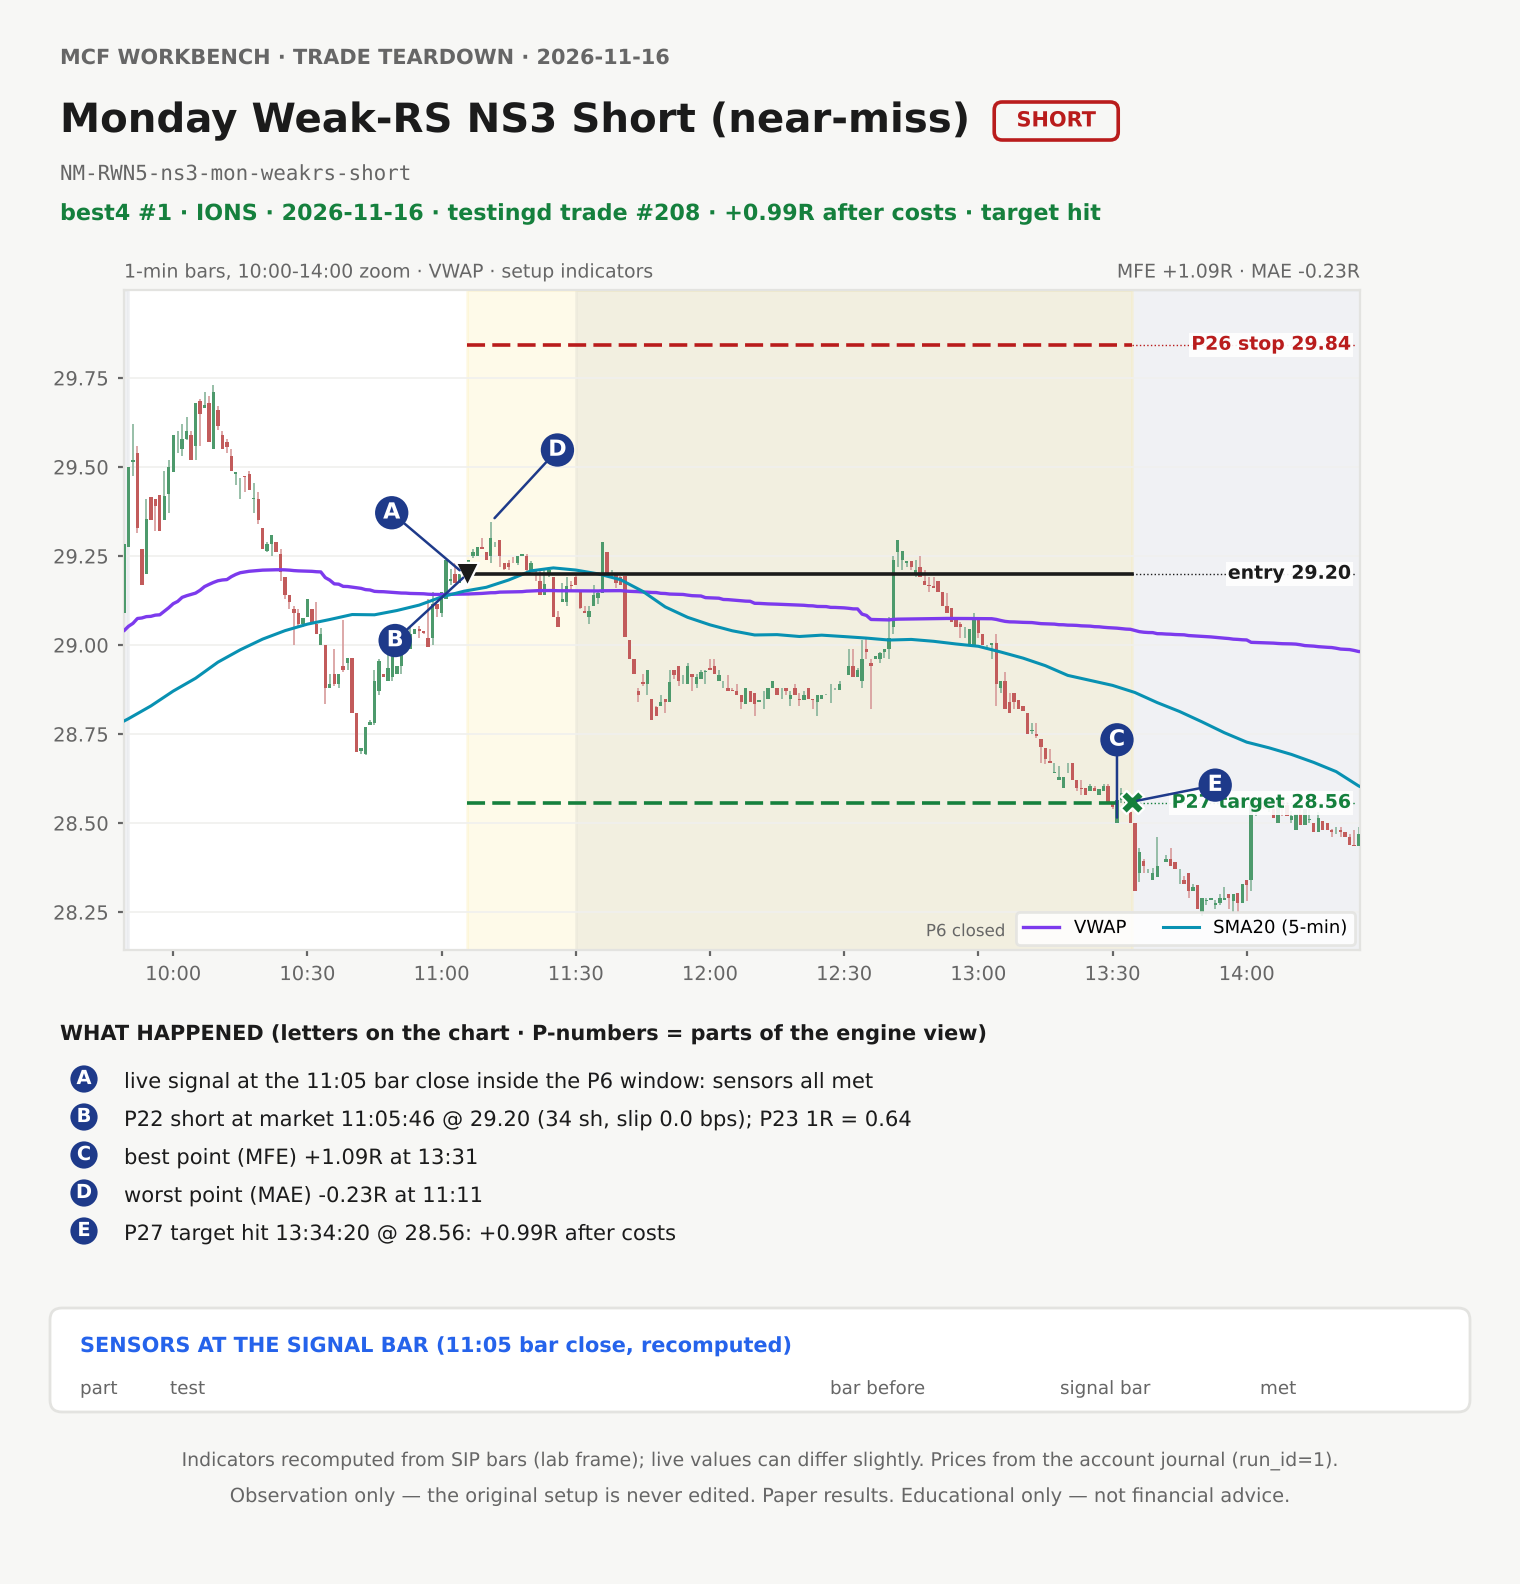 MCF WORKBENCH · TRADE TEARDOWN · 2026-11-16
Monday Weak-RS NS3 Short (near-miss) SHORT
NM-RWN5-ns3-mon-weakrs-short
best4 #1 · IONS · 2026-11-16 · testingd trade #208 · +0.99R after costs · target hit
1-min bars, 10:00-14:00 zoom · VWAP · setup indicators MFE +1.09R · MAE -0.23R
P26 stop 29.84
29.75
D
29.50
A
29.25
entry 29.20
B
29.00
C
28.75
E
P27 target 28.56
28.50
28.25
P6 closed VWAP SMA20 (5-min)
10:00 10:30 11:00 11:30 12:00 12:30 13:00 13:30 14:00
WHAT HAPPENED (letters on the chart · P-numbers = parts of the engine view)
A live signal at the 11:05 bar close inside the P6 window: sensors all met
B P22 short at market 11:05:46 @ 29.20 (34 sh, slip 0.0 bps); P23 1R = 0.64
C best point (MFE) +1.09R at 13:31
D worst point (MAE) -0.23R at 11:11
E P27 target hit 13:34:20 @ 28.56: +0.99R after costs
SENSORS AT THE SIGNAL BAR (11:05 bar close, recomputed)
part test bar before signal bar met
Indicators recomputed from SIP bars (lab frame); live values can differ slightly. Prices from the account journal (run_id=1).
Observation only — the original setup is never edited. Paper results. Educational only — not financial advice.